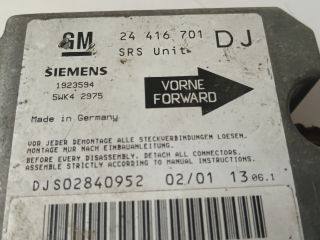 GM 24 416 701 DJ
SRS Unit
SIEMENS
1923594
5WK4 2975
VORNE
FORWARD
Made in Germany
VOR JEDER DEMONTAGE ALLE STECKVERBINDUNGEN LOESEN.
MONTAGE NUR NACH EINBAUANLEITUNG.
BEFORE EVERY DISASSEMBLY, DETACH ALL CONNECTIONS.
ASSEMBLE STRICTLY ACCORDING TO MANUAL INSTRUCTIONS.
DJS02840952 02/01 13 06.1